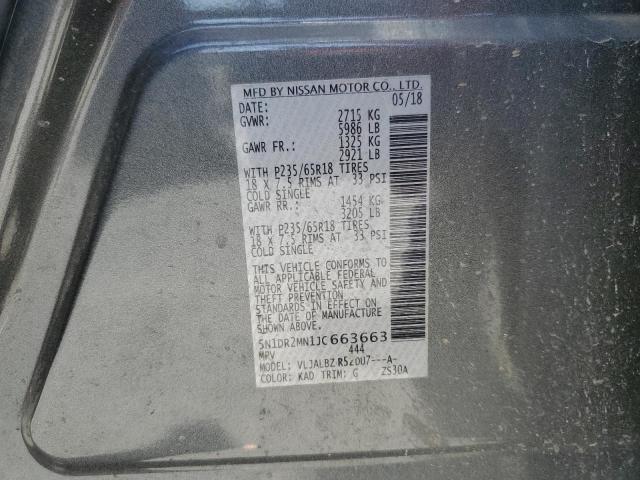 MFD BY NISSAN MOTOR CO., LTD.
DATE: 05/18
GVWR: 2715 KG
5986 LB
GAWR FR.: 1325 KG
2921 LB
WITH P235/65R18 TIRES
18 X 7.5 RIMS AT 33 PSI
COLD SINGLE
GAWR RR.: 1454 KG
3205 LB
WITH P235/65R18 TIRES
18 X 7.5 RIMS AT 33 PSI
COLD SINGLE
THIS VEHICLE CONFORMS TO
ALL APPLICABLE FEDERAL
MOTOR VEHICLE SAFETY AND
THEFT PREVENTION
STANDARDS IN EFFECT ON THE
DATE OF MANUFACTURE SHOWN
ABOVE.
5N1DR2MN1JC663663
MPV 444
MODEL: VLJALBZ R520U7---A-
COLOR: KAD TRIM: G ZS30A